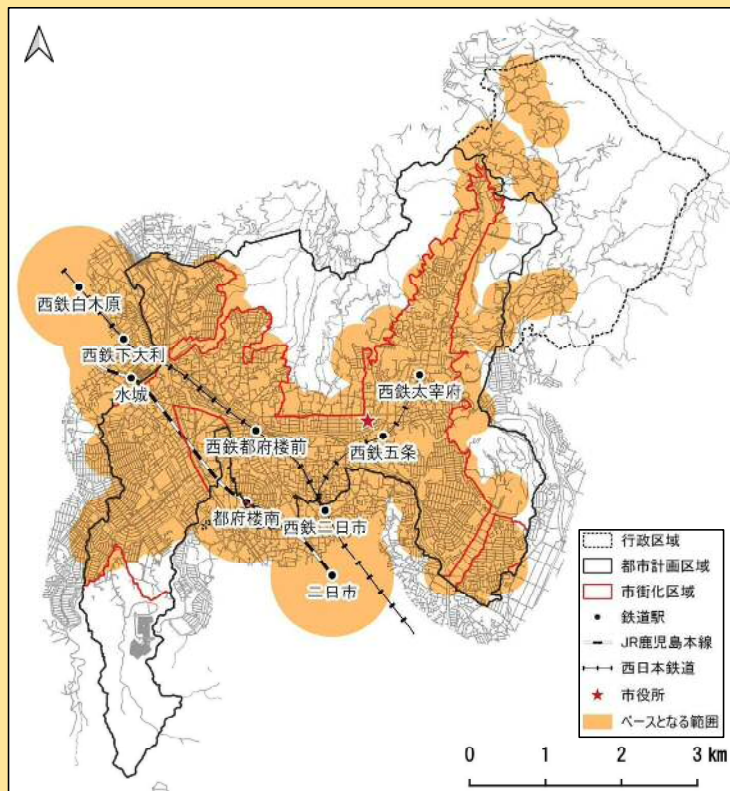 西鉄白木原
西鉄下大利
水城
西鉄太宰府
西鉄都府楼前
西鉄五条
都府楼南
西鉄二日市
二日市
行政区域
都市計画区域
市街化区域
鉄道駅
JR鹿児島本線
西日本鉄道
市役所
ベースとなる範囲
0 1 2 3 km